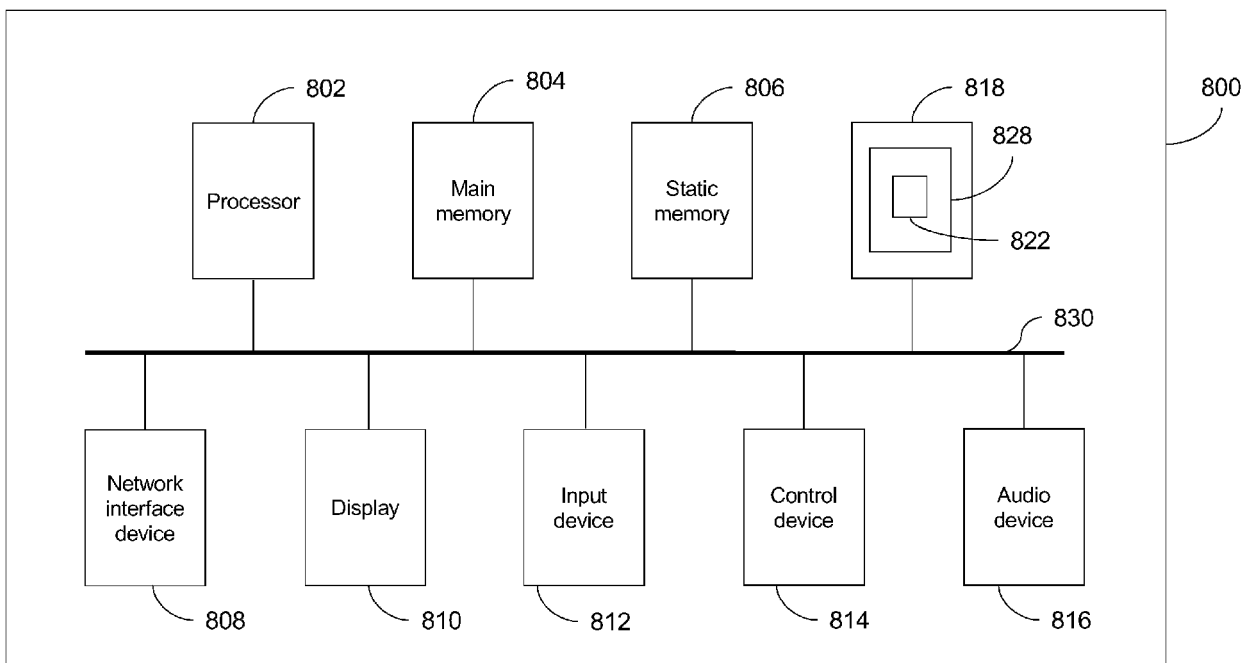 802
804
806
818
800
828
822
Processor
Main
memory
Static
memory
830
Network
interface
device
Display
Input
device
Control
device
Audio
device
808
810
812
814
816